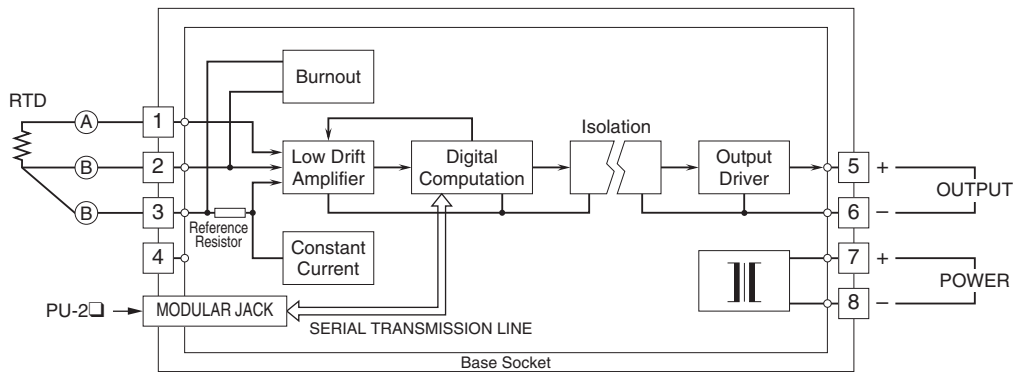 RTD
A
B
B
1
2
3
4
Burnout
Low Drift
Amplifier
Digital
Computation
Isolation
Output
Driver
Reference
Resistor
Constant
Current
5 +
6 −
OUTPUT
7 +
8 −
POWER
PU-2❏
MODULAR JACK
SERIAL TRANSMISSION LINE
Base Socket